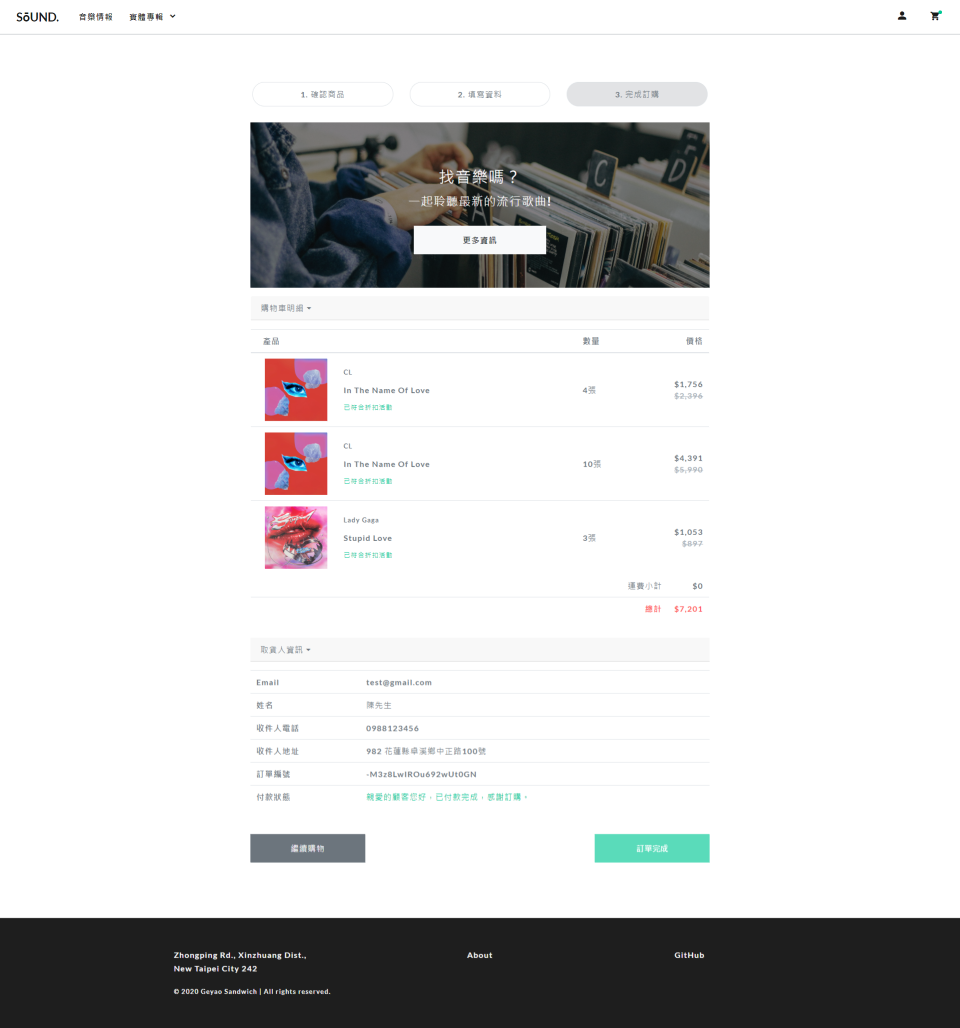 SōUND.
音樂情報
實體專輯
1. 確認商品
2. 填寫資料
3. 完成訂購
找音樂嗎？
一起聆聽最新的流行歌曲!
更多資訊
C
D
購物車明細
產品 數量 價格
CL
In The Name Of Love
已符合折扣活動
4張
$1,756
$2,396
CL
In The Name Of Love
已符合折扣活動
10張
$4,391
$5,990
Lady Gaga
Stupid Love
已符合折扣活動
3張
$1,053
$897
運費小計 $0
總計 $7,201
取貨人資訊
Email test@gmail.com
姓名 陳先生
收件人電話 0988123456
收件人地址 982 花蓮縣卓溪鄉中正路100號
訂單編號 -M3z8LwIROu692wUt0GN
付款狀態 親愛的顧客您好，已付款完成，感謝訂購。
繼續購物
訂單完成
Zhongping Rd., Xinzhuang Dist.,
New Taipei City 242
© 2020 Geyao Sandwich | All rights reserved.
About
GitHub